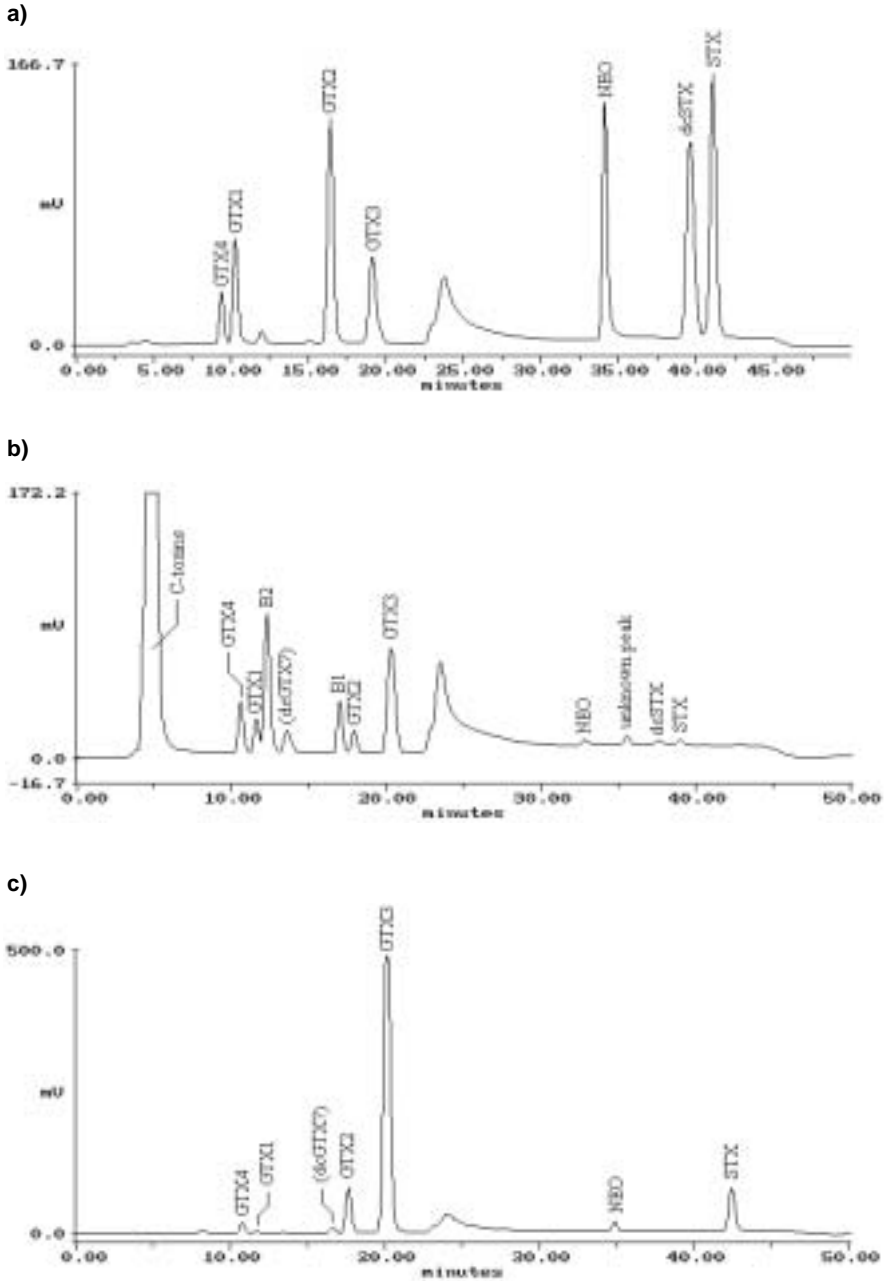 a)
166.7
mV
0.0
GTX4
GTX1
GTX2
GTX3
NEO
dcSTX
STX
0.00 5.00 10.00 15.00 20.00 25.00 30.00 35.00 40.00 45.00
minutes
b)
172.2
mV
0.0
-16.7
C-toxins
GTX4
GTX1
B2
(dcGTX?)
B1
GTX2
GTX3
NEO
unknown peak
dcSTX
STX
0.00 10.00 20.00 30.00 40.00 50.00
minutes
c)
500.0
mV
0.0
GTX4
GTX1
(dcGTX?)
GTX2
GTX3
NEO
STX
0.00 10.00 20.00 30.00 40.00 50.00
minutes